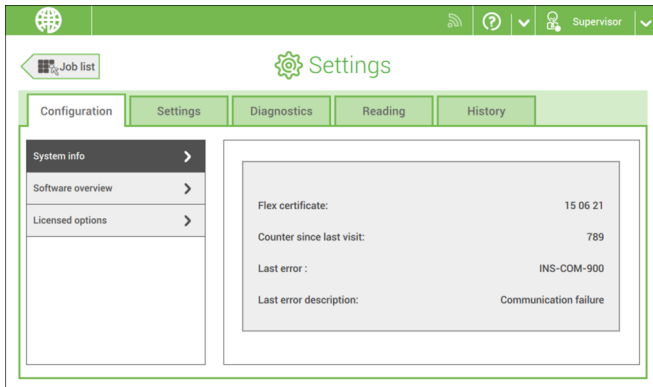 Supervisor
Job list
Settings
Configuration
Settings
Diagnostics
Reading
History
System info
Software overview
Licensed options
Flex certificate: 15 06 21
Counter since last visit: 789
Last error : INS-COM-900
Last error description: Communication failure